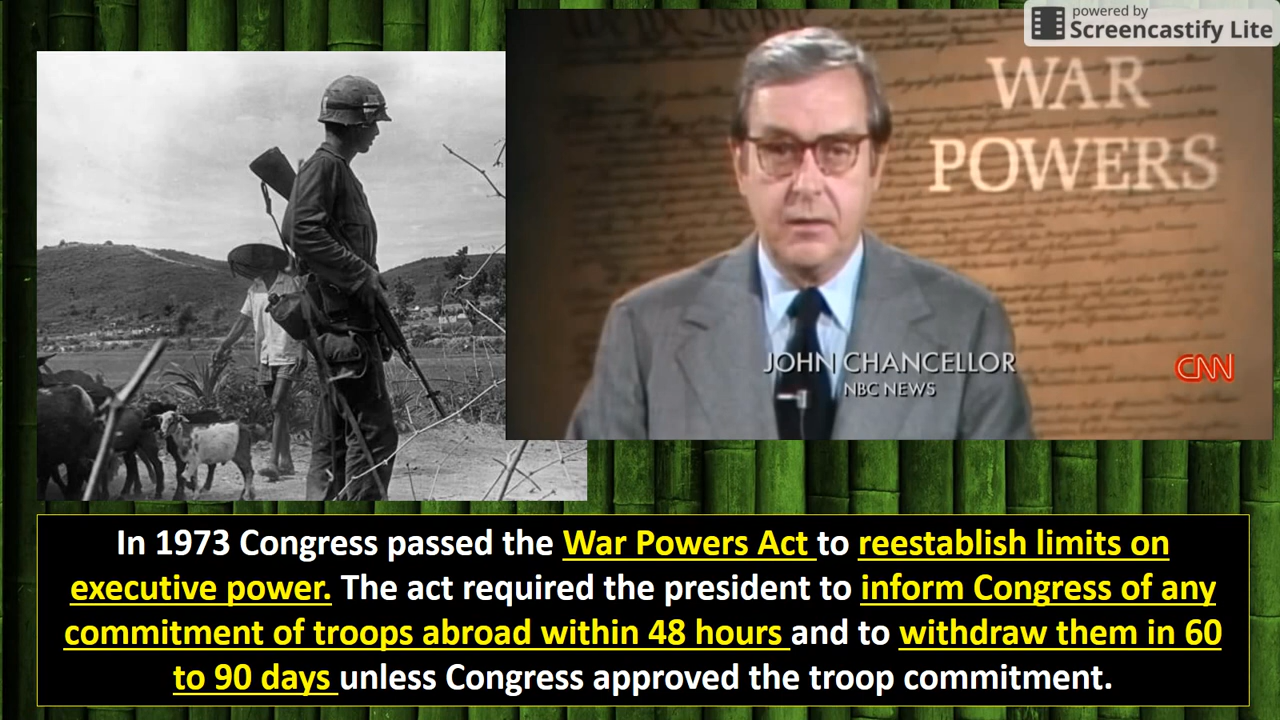 powered by
Screencastify Lite
WAR
POWERS
JOHN CHANCELLOR
NBC NEWS
CNN
In 1973 Congress passed the War Powers Act to reestablish limits on
executive power. The act required the president to inform Congress of any
commitment of troops abroad within 48 hours and to withdraw them in 60
to 90 days unless Congress approved the troop commitment.